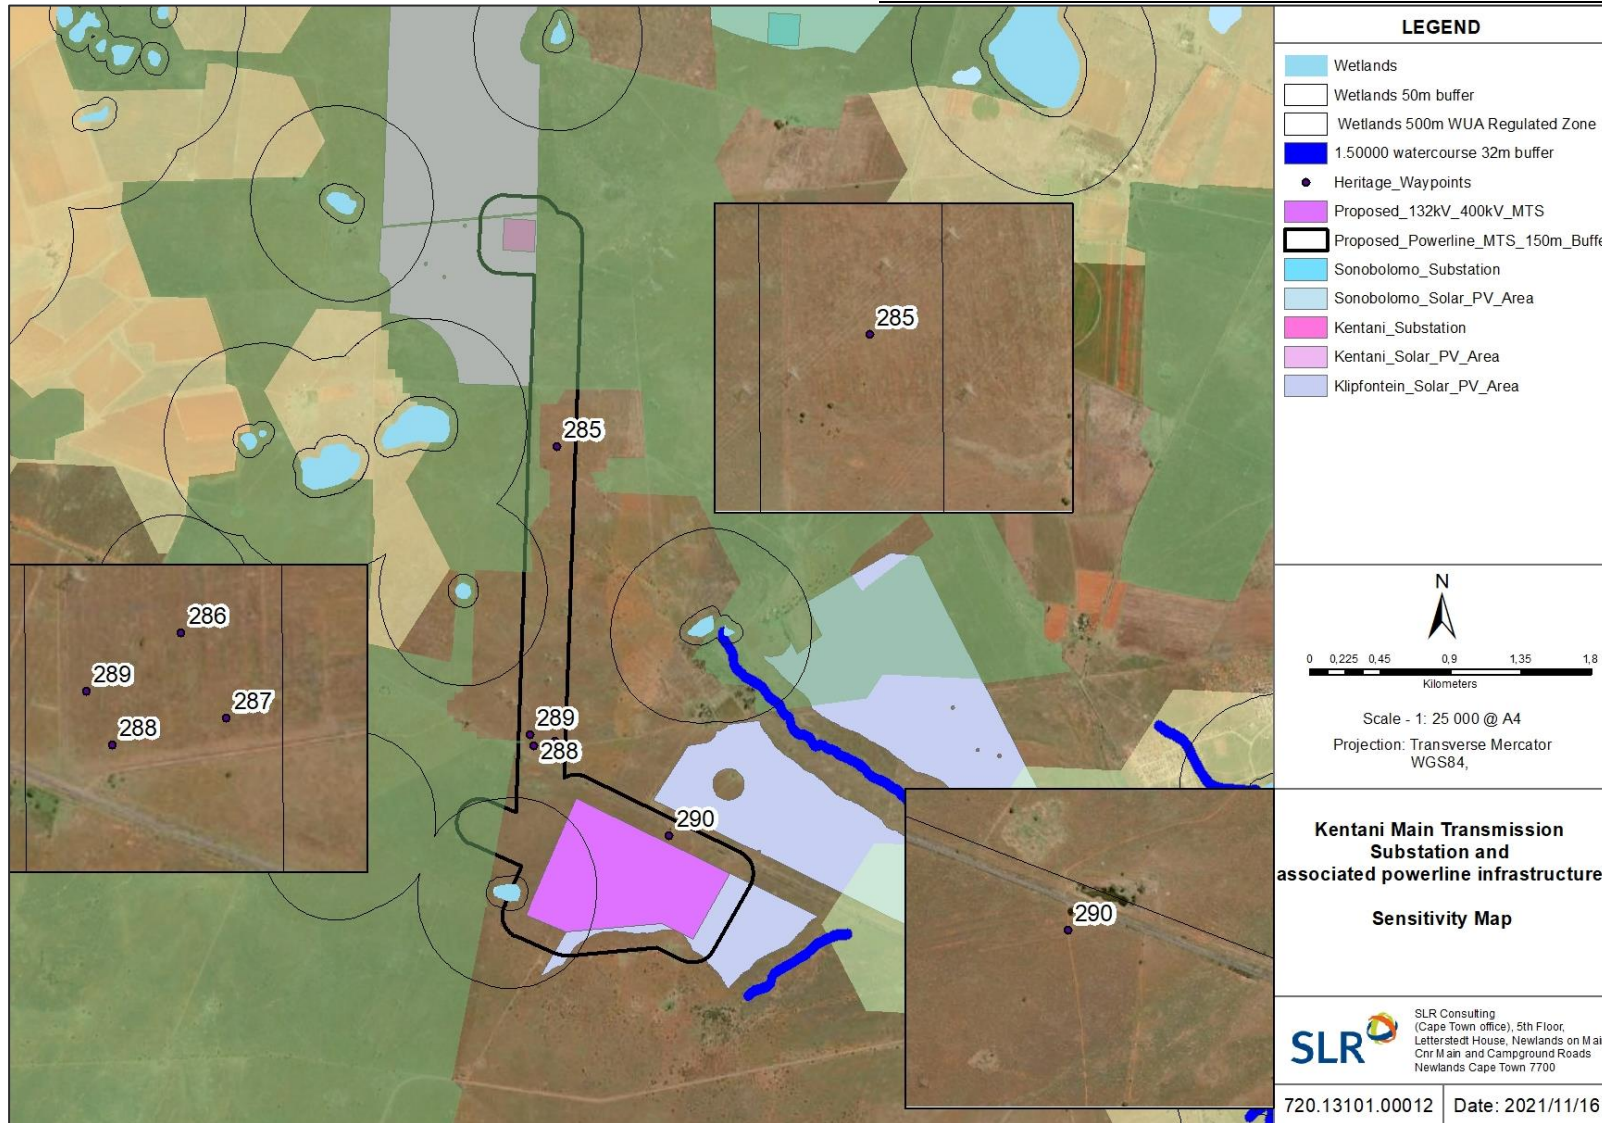 LEGEND
Wetlands
Wetlands 50m buffer
Wetlands 500m WUA Regulated Zone
1.50000 watercourse 32m buffer
Heritage_Waypoints
Proposed_132kV_400kV_MTS
Proposed_Powerline_MTS_150m_Buffe
Sonobolomo_Substation
Sonobolomo_Solar_PV_Area
Kentani_Substation
Kentani_Solar_PV_Area
Klipfontein_Solar_PV_Area
285
285
286
289
287
288
289
288
290
290
N
0 0,225 0,45 0,9 1,35 1,8
Kilometers
Scale - 1: 25 000 @ A4
Projection: Transverse Mercator
WGS84,
Kentani Main Transmission
Substation and
associated powerline infrastructure
Sensitivity Map
SLR
SLR Consulting
(Cape Town office), 5th Floor,
Letterstedt House, Newlands on Mai
Cnr Main and Campground Roads
Newlands Cape Town 7700
720.13101.00012
Date: 2021/11/16